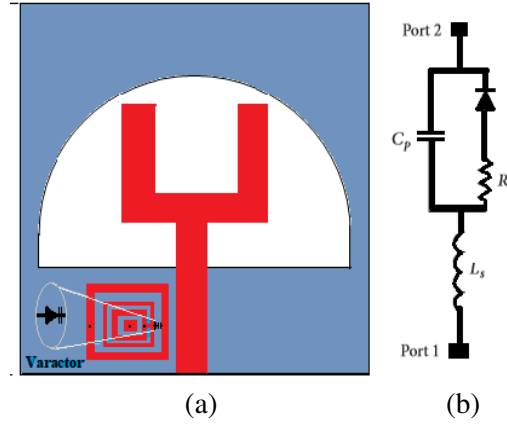 Port 2
C_p
R
L_s
Port 1
Varactor
(a)
(b)